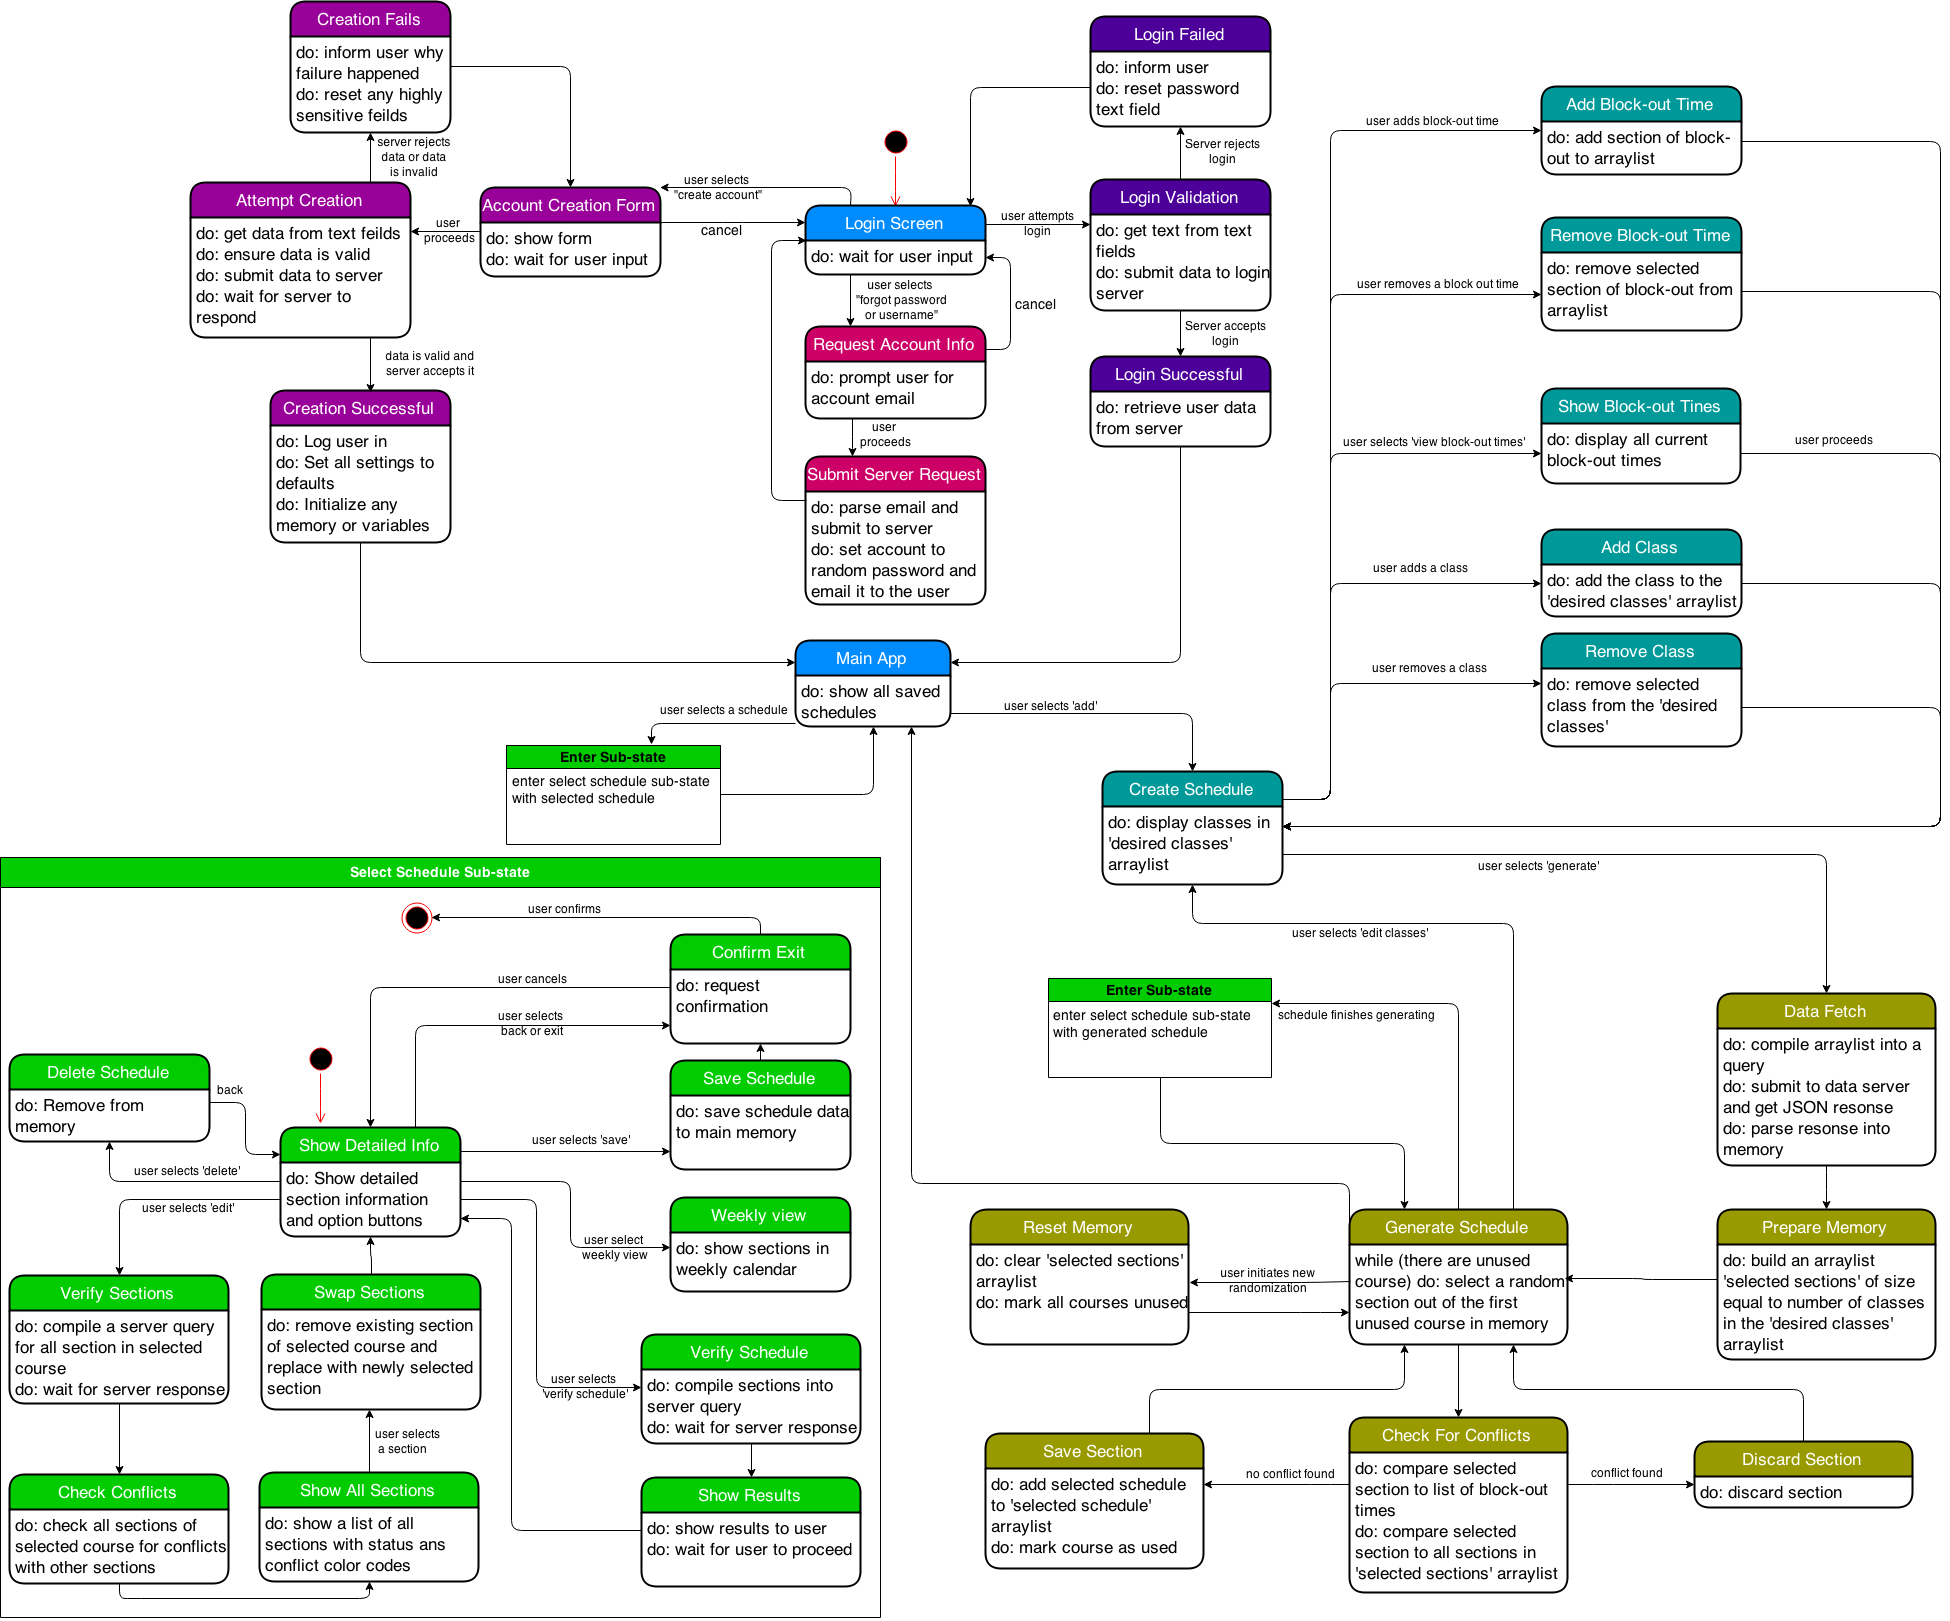 Creation Fails
do: inform user why
failure happened
do: reset any highly
sensitive feilds
server rejects
data or data
is invalid
Attempt Creation
do: get data from text feilds
do: ensure data is valid
do: submit data to server
do: wait for server to
respond
user
proceeds
Account Creation Form
do: show form
do: wait for user input
data is valid and
server accepts it
Creation Successful
do: Log user in
do: Set all settings to
defaults
do: Initialize any
memory or variables
user selects
"create account"
cancel
Login Screen
do: wait for user input
user selects
"forgot password
or username"
cancel
Request Account Info
do: prompt user for
account email
user
proceeds
Submit Server Request
do: parse email and
submit to server
do: set account to
random password and
email it to the user
Login Failed
do: inform user
do: reset password
text field
Server rejects
login
user attempts
login
Login Validation
do: get text from text
fields
do: submit data to login
server
Server accepts
login
Login Successful
do: retrieve user data
from server
user adds block-out time
Add Block-out Time
do: add section of block-
out to arraylist
user removes a block out time
Remove Block-out Time
do: remove selected
section of block-out from
arraylist
user selects 'view block-out times'
Show Block-out Tines
do: display all current
block-out times
user proceeds
user adds a class
Add Class
do: add the class to the
'desired classes' arraylist
user removes a class
Remove Class
do: remove selected
class from the 'desired
classes'
Main App
do: show all saved
schedules
user selects a schedule
user selects 'add'
Enter Sub-state
enter select schedule sub-state
with selected schedule
Create Schedule
do: display classes in
'desired classes'
arraylist
user selects 'generate'
user selects 'edit classes'
Select Schedule Sub-state
user confirms
Confirm Exit
do: request
confirmation
user cancels
user selects
back or exit
Delete Schedule
do: Remove from
memory
back
Save Schedule
do: save schedule data
to main memory
user selects 'save'
Show Detailed Info
do: Show detailed
section information
and option buttons
user selects 'delete'
user selects 'edit'
Weekly view
do: show sections in
weekly calendar
user select
weekly view
Verify Sections
do: compile a server query
for all section in selected
course
do: wait for server response
Swap Sections
do: remove existing section
of selected course and
replace with newly selected
section
Verify Schedule
do: compile sections into
server query
do: wait for server response
user selects
'verify schedule'
user selects
a section
Check Conflicts
do: check all sections of
selected course for conflicts
with other sections
Show All Sections
do: show a list of all
sections with status ans
conflict color codes
Show Results
do: show results to user
do: wait for user to proceed
Enter Sub-state
enter select schedule sub-state
with generated schedule
schedule finishes generating
Data Fetch
do: compile arraylist into a
query
do: submit to data server
and get JSON resonse
do: parse resonse into
memory
Reset Memory
do: clear 'selected sections'
arraylist
do: mark all courses unused
user initiates new
randomization
Generate Schedule
while (there are unused
course) do: select a random
section out of the first
unused course in memory
Prepare Memory
do: build an arraylist
'selected sections' of size
equal to number of classes
in the 'desired classes'
arraylist
Save Section
do: add selected schedule
to 'selected schedule'
arraylist
do: mark course as used
no conflict found
Check For Conflicts
do: compare selected
section to list of block-out
times
do: compare selected
section to all sections in
'selected sections' arraylist
conflict found
Discard Section
do: discard section